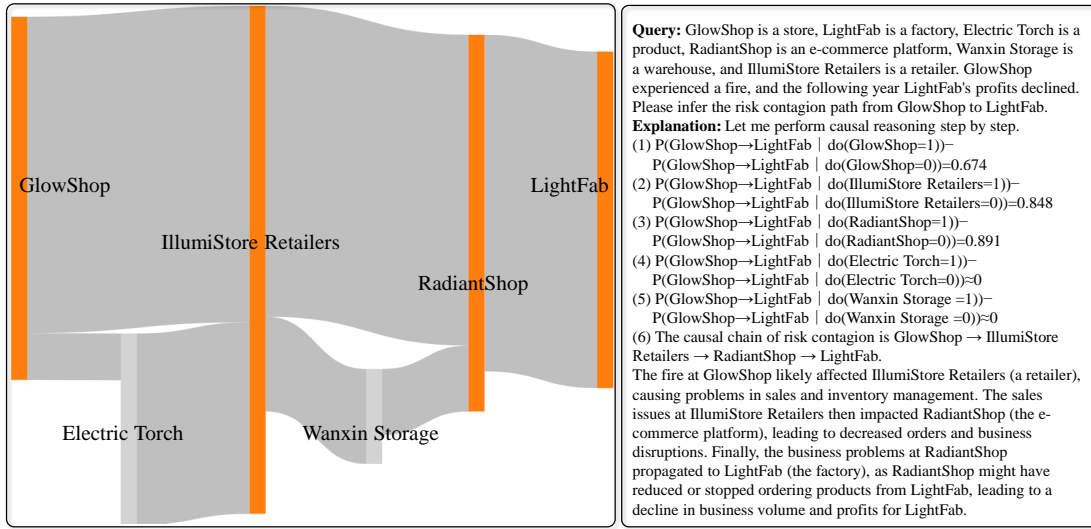 GlowShop
LightFab
IllumiStore Retailers
RadiantShop
Electric Torch
Wanxin Storage
Query: GlowShop is a store, LightFab is a factory, Electric Torch is a
product, RadiantShop is an e-commerce platform, Wanxin Storage is
a warehouse, and IllumiStore Retailers is a retailer. GlowShop
experienced a fire, and the following year LightFab's profits declined.
Please infer the risk contagion path from GlowShop to LightFab.
Explanation: Let me perform causal reasoning step by step.
(1) P(GlowShop→LightFab | do(GlowShop=1))−
P(GlowShop→LightFab | do(GlowShop=0))=0.674
(2) P(GlowShop→LightFab | do(IllumiStore Retailers=1))−
P(GlowShop→LightFab | do(IllumiStore Retailers=0))=0.848
(3) P(GlowShop→LightFab | do(RadiantShop=1))−
P(GlowShop→LightFab | do(RadiantShop=0))=0.891
(4) P(GlowShop→LightFab | do(Electric Torch=1))−
P(GlowShop→LightFab | do(Electric Torch=0))≈0
(5) P(GlowShop→LightFab | do(Wanxin Storage =1))−
P(GlowShop→LightFab | do(Wanxin Storage =0))≈0
(6) The causal chain of risk contagion is GlowShop → IllumiStore
Retailers → RadiantShop → LightFab.
The fire at GlowShop likely affected IllumiStore Retailers (a retailer),
causing problems in sales and inventory management. The sales
issues at IllumiStore Retailers then impacted RadiantShop (the e-
commerce platform), leading to decreased orders and business
disruptions. Finally, the business problems at RadiantShop
propagated to LightFab (the factory), as RadiantShop might have
reduced or stopped ordering products from LightFab, leading to a
decline in business volume and profits for LightFab.